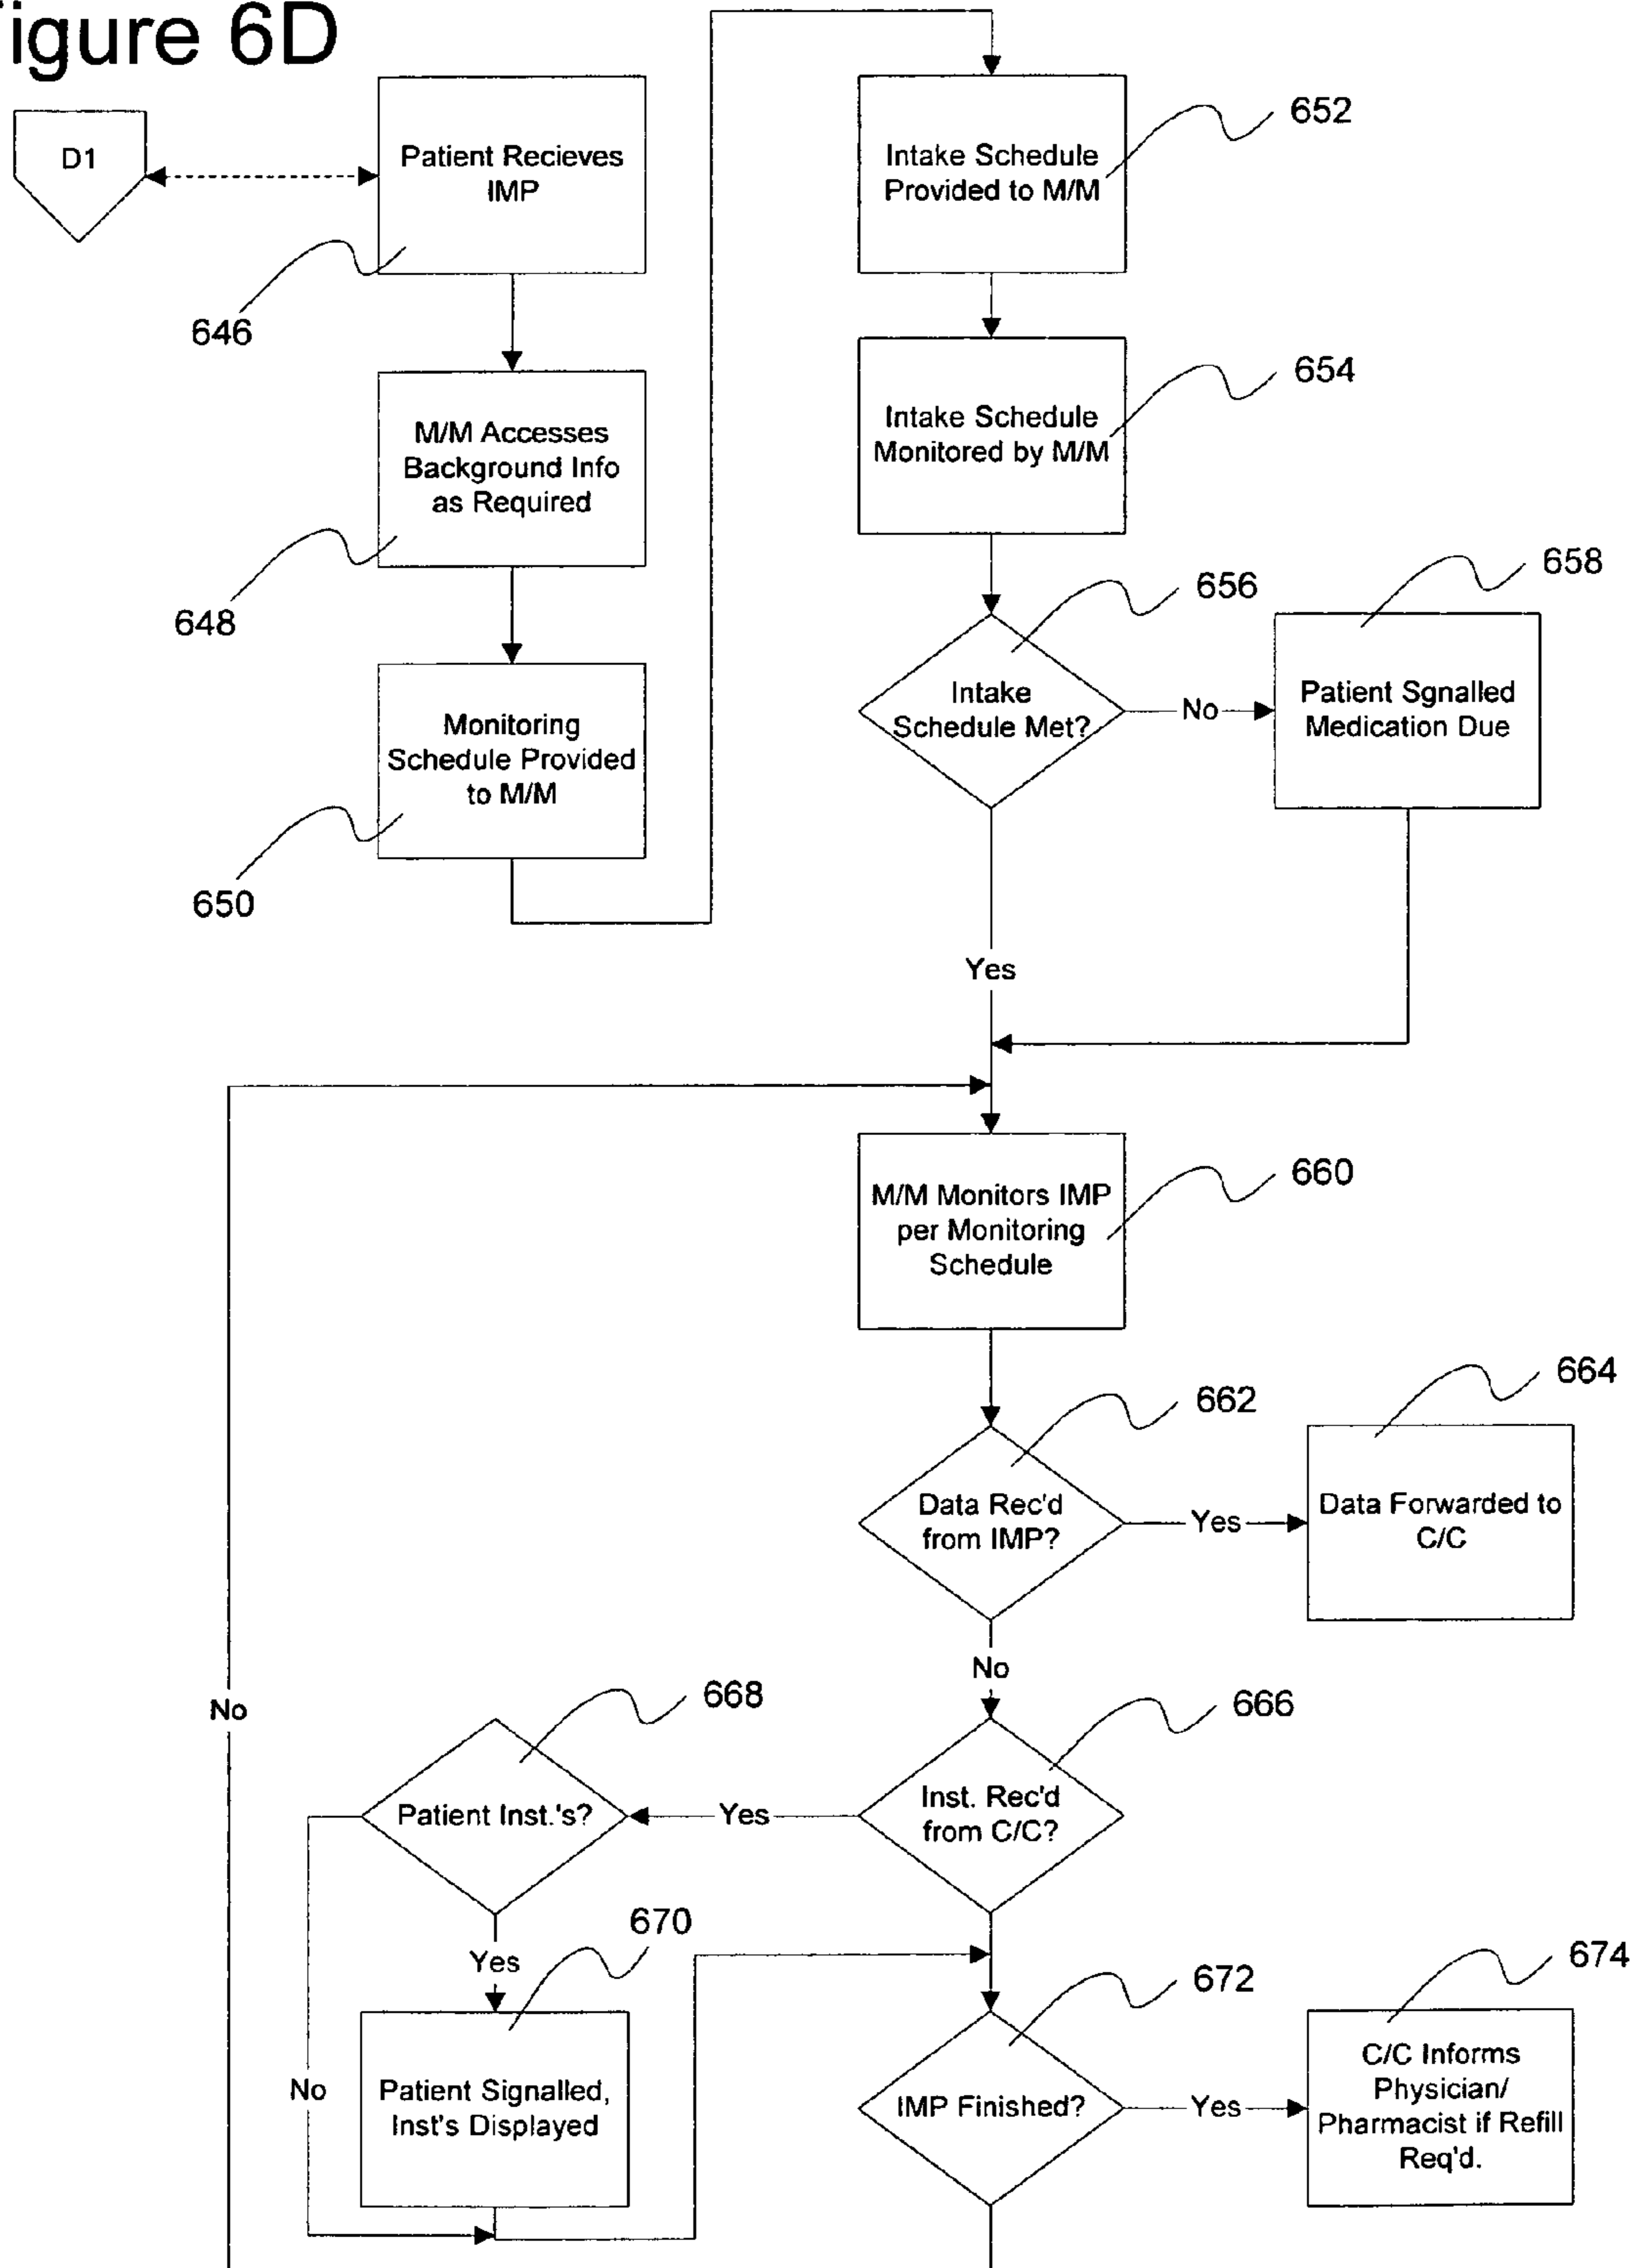 igure 6D
D1
Patient Recieves
IMP
646
M/M Accesses
Background Info
as Required
648
Monitoring
Schedule Provided
to M/M
650
Intake Schedule
Provided to M/M
652
Intake Schedule
Monitored by M/M
654
Intake
Schedule Met?
656
No
Patient Sgnalled
Medication Due
658
Yes
M/M Monitors IMP
per Monitoring
Schedule
660
Data Rec'd
from IMP?
662
Yes
Data Forwarded to
C/C
664
No
Inst. Rec'd
from C/C?
666
Yes
Patient Inst.'s?
668
Yes
No
Patient Signalled,
Inst's Displayed
670
IMP Finished?
672
Yes
C/C Informs
Physician/
Pharmacist if Refill
Req'd.
674
No